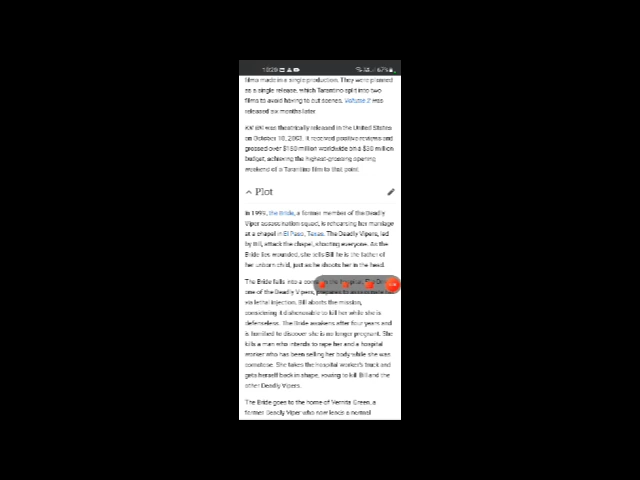 films made in a single production. They were planned
as a single release, which Tarantino split into two
films to avoid having to cut scenes. Volume 2 was
released six months later.
Kill Bill was theatrically released in the United States
on October 10, 2003. It received positive reviews and
grossed over $180 million worldwide on a $30 million
budget, achieving the highest-grossing opening
weekend of a Tarantino film to that point.
Plot
In 1999, the Bride, a former member of the Deadly
Viper assassination squad, is rehearsing her marriage
at a chapel in El Paso, Texas. The Deadly Vipers, led
by Bill, attack the chapel, shooting everyone. As the
Bride lies wounded, she tells Bill he is the father of
her unborn child, just as he shoots her in the head.
The Bride falls into a coma. In the hospital,
one of the Deadly Vipers, prepares to assassinate her
via lethal injection. Bill aborts the mission,
considering it dishonorable to kill her while she is
defenseless. The Bride awakens after four years and
is horrified to discover she is no longer pregnant. She
kills a man who intends to rape her and a hospital
worker who has been selling her body while she was
comatose. She takes the hospital worker's truck and
gets herself back in shape, vowing to kill Bill and the
other Deadly Vipers.
The Bride goes to the home of Vernita Green, a
former Deadly Viper who now leads a normal